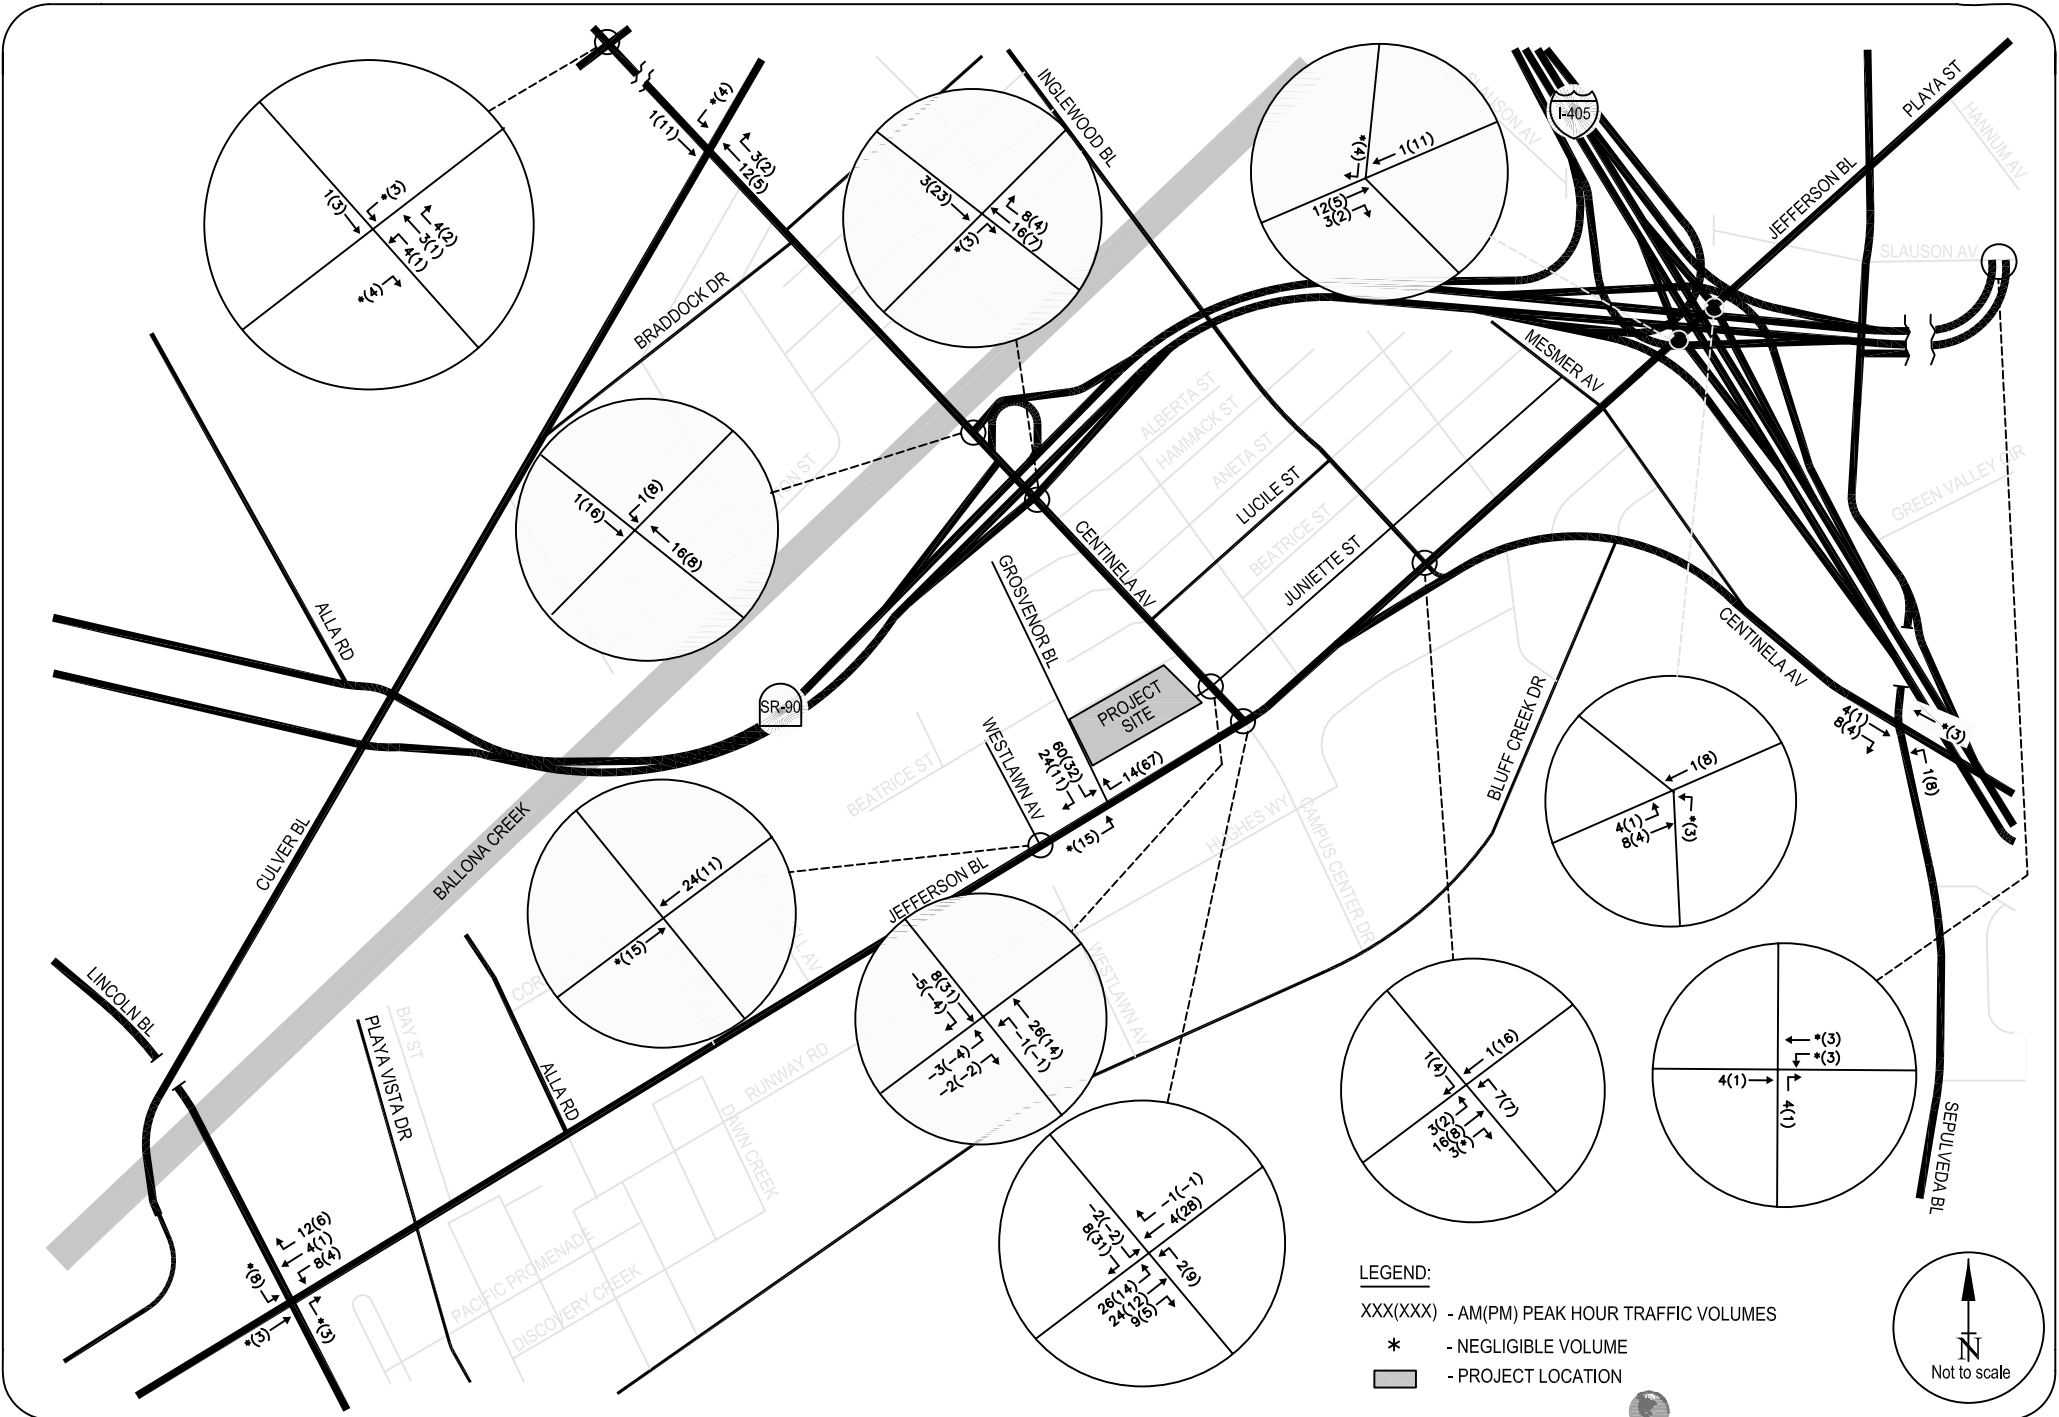 *(4)
1(11)
3(2)
12(5)
INGLEWOOD BL
SLAUSON AV
I-405
PLAYA ST
HANNUM AV
JEFFERSON BL
SLAUSON AV
1(3)
*(3)
4(2)
3(1)
4(1)
*(4)
3(23)
8(4)
16(7)
*(3)
*(4)
1(11)
12(5)
3(2)
BRADDOCK DR
MESMER AV
ALBERTA ST
HAMMACK ST
ANETA ST
LUCILE ST
BEATRICE ST
JUNIETTE ST
GREEN VALLEY CIR
ON ST
1(16)
1(8)
16(8)
CENTINELA AV
GROSVENOR BL
ALLA RD
CENTINELA AV
SR-90
PROJECT
SITE
WESTLAWN AV
BEATRICE ST
60(32)
24(11)
14(67)
*(15)
BLUFF CREEK DR
HUGHES WY
CAMPUS CENTER DR
4(1)
8(4)
*(3)
1(8)
1(8)
4(1)
8(4)
*(3)
CULVER BL
BALLONA CREEK
JEFFERSON BL
24(11)
*(15)
COR
LINCOLN BL
BAY ST
PLAYA VISTA DR
ALLA RD
RUNWAY RD
DAWN CREEK
WESTLAWN AV
8(31)
-5(-4)
26(14)
-1(-1)
-3(-4)
-2(-2)
1(4)
1(16)
7(7)
3(2)
16(8)
3(*)
*(3)
*(3)
4(1)
4(1)
SEPULVEDA BL
-2(-2)
8(31)
-1(-1)
4(28)
2(9)
26(14)
24(12)
9(5)
12(6)
4(1)
8(4)
*(8)
*(3)
*(3)
PACIFIC PROMENADE
DISCOVERY CREEK
LEGEND:
XXX(XXX) - AM(PM) PEAK HOUR TRAFFIC VOLUMES
* - NEGLIGIBLE VOLUME
- PROJECT LOCATION
N
Not to scale